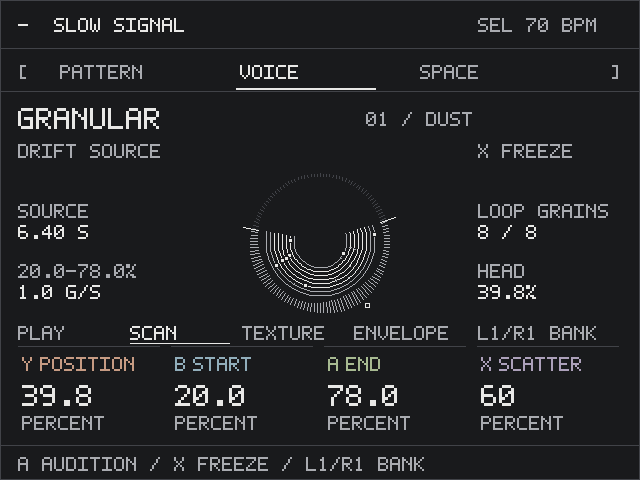 — SLOW SIGNAL SEL 70 BPM
[ PATTERN VOICE SPACE ]
GRANULAR 01 / DUST
DRIFT SOURCE X FREEZE
SOURCE LOOP GRAINS
6.40 S 8 / 8
20.0-78.0% HEAD
1.0 G/S 39.8%
PLAY SCAN TEXTURE ENVELOPE L1/R1 BANK
Y POSITION B START A END X SCATTER
39.8 20.0 78.0 60
PERCENT PERCENT PERCENT PERCENT
A AUDITION / X FREEZE / L1/R1 BANK